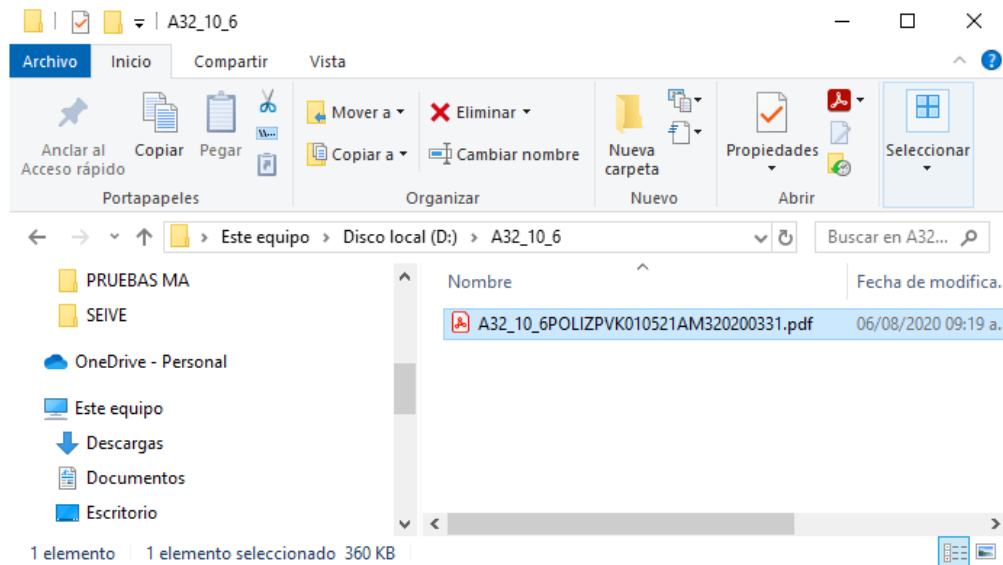 A32_10_6
Archivo Inicio Compartir Vista
Anclar al Acceso rápido
Copiar
Pegar
Portapapeles
Mover a
Copiar a
Eliminar
Cambiar nombre
Organizar
Nueva carpeta
Nuevo
Propiedades
Abrir
Seleccionar
Este equipo > Disco local (D:) > A32_10_6
Buscar en A32...
PRUEBAS MA
SEIVE
OneDrive - Personal
Este equipo
Descargas
Documentos
Escritorio
Nombre Fecha de modifica.
A32_10_6POLIZPVK010521AM320200331.pdf 06/08/2020 09:19 a.
1 elemento 1 elemento seleccionado 360 KB